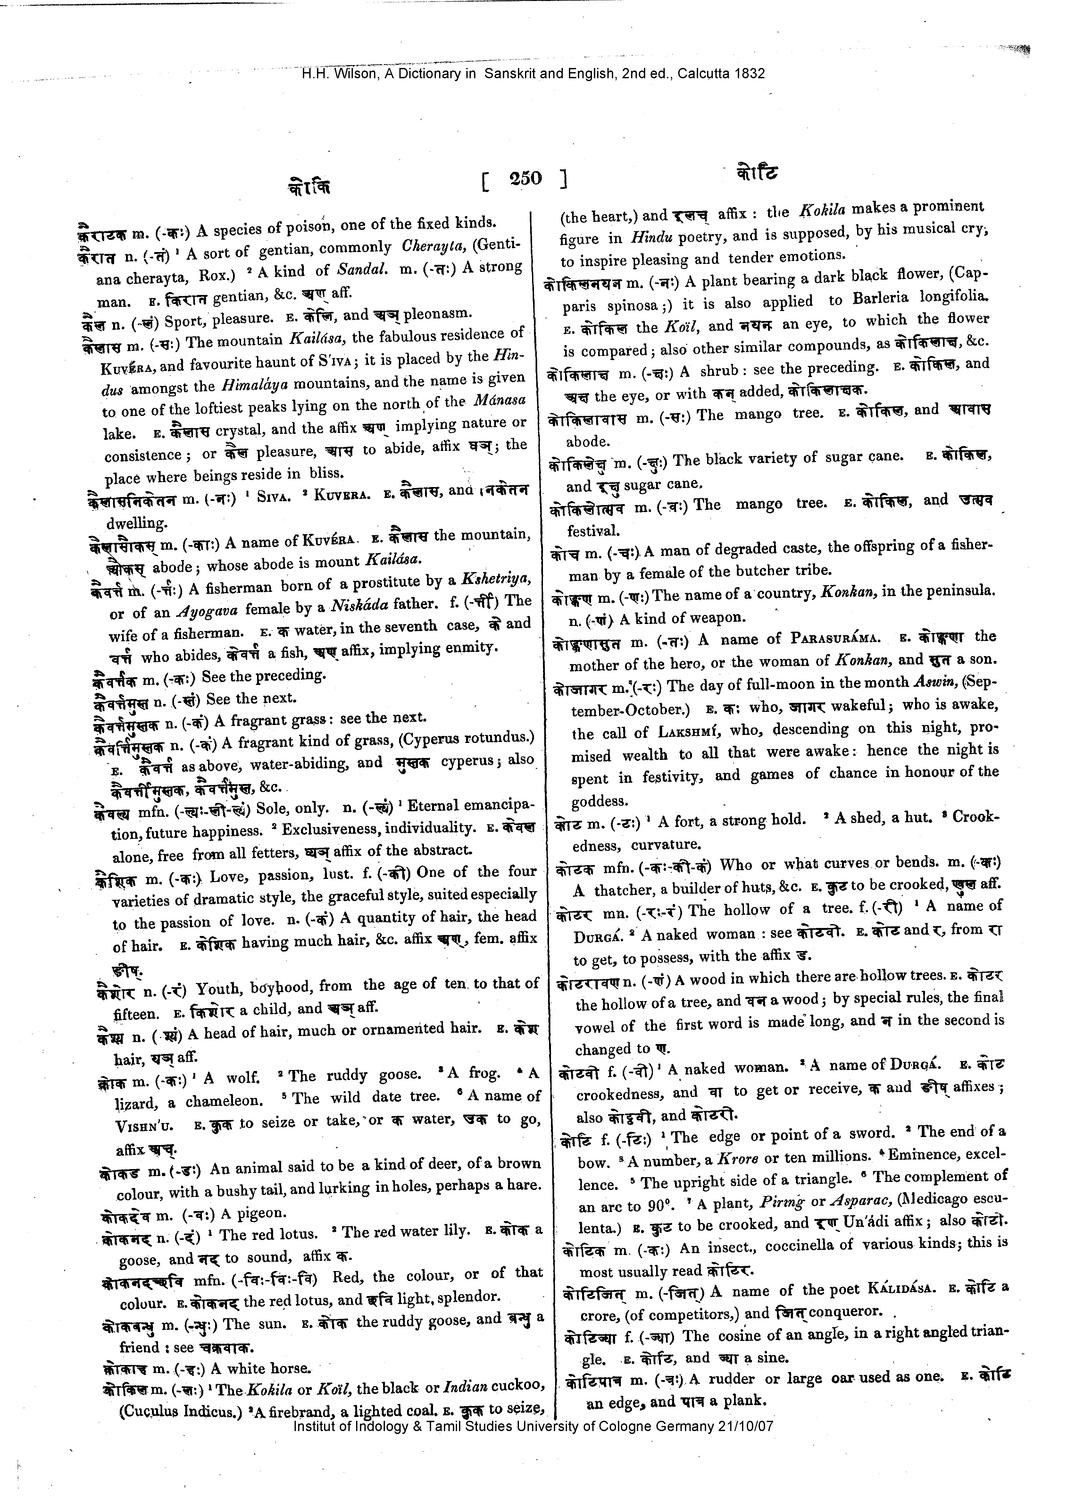 H.H. Wilson, A Dictionary in Sanskrit and English, 2nd ed., Calcutta 1832
कोकि [ 250 ] कोटि
कैराटक m. (-कः) A species of poison, one of the fixed kinds.
कैरात n. (-तं) ¹ A sort of gentian, commonly Cherayta, (Genti-
ana cherayta, Rox.) ² A kind of Sandal. m. (-तः) A strong
man. E. किरात gentian, &c. अण् aff.
कैल n. (-लं) Sport, pleasure. E. केलि, and अञ् pleonasm.
कैलास m. (-सः) The mountain Kailása, the fabulous residence of
KUVÉRA, and favourite haunt of S'IVA; it is placed by the Hin-
dus amongst the Himaláya mountains, and the name is given
to one of the loftiest peaks lying on the north of the Mánasa
lake. E. केलास crystal, and the affix अण् implying nature or
consistence; or कैल pleasure, आस to abide, affix घञ्; the
place where beings reside in bliss.
कैलासनिकेतन m. (-नः) ¹ SIVA. ² KUVERA. E. कैलास, and निकेतन
dwelling.
कैलासौकस् m. (-काः) A name of KUVÉRA. E. कैलास the mountain,
ओकस् abode; whose abode is mount Kailása.
कैवर्त्त m. (-र्त्तः) A fisherman born of a prostitute by a Kshetriya,
or of an Ayogava female by a Nisháda father. f. (-र्त्ती) The
wife of a fisherman. E. क water, in the seventh case, के and
वर्त्त who abides, केवर्त्त a fish, अण् affix, implying enmity.
कैवर्त्तक m. (-कः) See the preceding.
कैवर्त्तमुस्त n. (-स्तं) See the next.
कैवर्त्तमुस्तक n. (-कं) A fragrant grass: see the next.
कैवर्त्तिमुस्तक n. (-कं) A fragrant kind of grass, (Cyperus rotundus.)
E. कैवर्त्त as above, water-abiding, and मुस्तक cyperus; also
कैवर्त्तीमुस्तक, कैवर्त्तमुस्त, &c.
कैवल्य mfn. (-ल्यः-ल्यी-ल्यं) Sole, only. n. (-ल्यं) ¹ Eternal emancipa-
tion, future happiness. ² Exclusiveness, individuality. E. केवल
alone, free from all fetters, ष्यञ् affix of the abstract.
कैशिक m. (-कः) Love, passion, lust. f. (-की) One of the four
varieties of dramatic style, the graceful style, suited especially
to the passion of love. n. (-कं) A quantity of hair, the head
of hair. E. केशिक having much hair, &c. affix अण्, fem. affix
ङीष्.
कैशोर n. (-रं) Youth, boyhood, from the age of ten to that of
fifteen. E. किशोर a child, and अञ् aff.
कैश्य n. (-श्यं) A head of hair, much or ornamented hair. E. केश
hair, यञ् aff.
कोक m. (-कः) ¹ A wolf. ² The ruddy goose. ³ A frog. ⁴ A
lizard, a chameleon. ⁵ The wild date tree. ⁶ A name of
VISHN'U. E. कुक to seize or take, or क water, अक to go,
affix अच्.
कोकड m. (-डः) An animal said to be a kind of deer, of a brown
colour, with a bushy tail, and lurking in holes, perhaps a hare.
कोकदेव m. (-वः) A pigeon.
कोकनद n. (-दं) ¹ The red lotus. ² The red water lily. E. कोक a
goose, and नद् to sound, affix क.
कोकनदच्छवि mfn. (-विः-विः-वि) Red, the colour, or of that
colour. E. कोकनद the red lotus, and छवि light, splendor.
कोकबन्धु m. (-न्धुः) The sun. E. कोक the ruddy goose, and बन्धु a
friend: see चक्रवाक.
कोकाह m. (-हः) A white horse.
कोकिल m. (-लः) ¹ The Kokila or Koïl, the black or Indian cuckoo,
(Cuculus Indicus.) ² A firebrand, a lighted coal. E. कुक to seize,
(the heart,) and इलच् affix: the Kokila makes a prominent
figure in Hindu poetry, and is supposed, by his musical cry,
to inspire pleasing and tender emotions.
कोकिलनयन m. (-नः) A plant bearing a dark black flower, (Cap-
paris spinosa;) it is also applied to Barleria longifolia.
E. कोकिल the Koïl, and नयन an eye, to which the flower
is compared; also other similar compounds, as कोकिलाक्ष, &c.
कोकिलाक्ष m. (-क्षः) A shrub: see the preceding. E. कोकिल, and
अक्ष the eye, or with कन् added, कोकिलाक्षक.
कोकिलावास m. (-सः) The mango tree. E. कोकिल, and आवास
abode.
कोकिलेक्षु m. (-क्षुः) The black variety of sugar cane. E. कोकिल,
and इक्षु sugar cane.
कोकिलोत्सव m. (-वः) The mango tree. E. कोकिल, and उत्सव
festival.
कोच m. (-चः) A man of degraded caste, the offspring of a fisher-
man by a female of the butcher tribe.
कोङ्कण m. (-णः) The name of a country, Konkan, in the peninsula.
n. (-णं) A kind of weapon.
कोङ्कणासुत m. (-तः) A name of PARASURÁMA. E. कोङ्कणा the
mother of the hero, or the woman of Konkan, and सुत a son.
कोजागर m. (-रः) The day of full-moon in the month Aswin, (Sep-
tember-October.) E. कः who, जागर wakeful; who is awake,
the call of LAKSHMÍ, who, descending on this night, pro-
mised wealth to all that were awake: hence the night is
spent in festivity, and games of chance in honour of the
goddess.
कोट m. (-टः) ¹ A fort, a strong hold. ² A shed, a hut. ³ Crook-
edness, curvature.
कोटक mfn. (-कः-की-कं) Who or what curves or bends. m. (-कः)
A thatcher, a builder of huts, &c. E. कुट to be crooked, ण्वुल् aff.
कोटर mn. (-रः-रं) The hollow of a tree. f. (-री) ¹ A name of
DURGÁ. ² A naked woman: see कोटवी. E. कोट and र, from रा
to get, to possess, with the affix ड.
कोटरावण n. (-णं) A wood in which there are hollow trees. E. कोटर
the hollow of a tree, and वन a wood; by special rules, the final
vowel of the first word is made long, and न in the second is
changed to ण.
कोटवी f. (-वी) ¹ A naked woman. ² A name of DURGÁ. E. कोट
crookedness, and वा to get or receive, क and ङीष् affixes;
also कोट्टवी, and कोटरी.
कोटि f. (-टिः) ¹ The edge or point of a sword. ² The end of a
bow. ³ A number, a Krore or ten millions. ⁴ Eminence, excel-
lence. ⁵ The upright side of a triangle. ⁶ The complement of
an arc to 90°. ⁷ A plant, Piring or Asparac, (Medicago escu-
lenta.) E. कुट to be crooked, and इण् Un'ádi affix; also कोटी.
कोटिक m. (-कः) An insect., coccinella of various kinds; this is
most usually read कोटिर.
कोटिजित् m. (-जित्) A name of the poet KÁLIDÁSA. E. कोटि a
crore, (of competitors,) and जित् conqueror.
कोटिज्या f. (-ज्या) The cosine of an angle, in a right angled trian-
gle. E. कोटि, and ज्या a sine.
कोटिपात्र m. (-त्रः) A rudder or large oar used as one. E. कोटि
an edge, and पात्र a plank.
Institut of Indology & Tamil Studies University of Cologne Germany 21/10/07